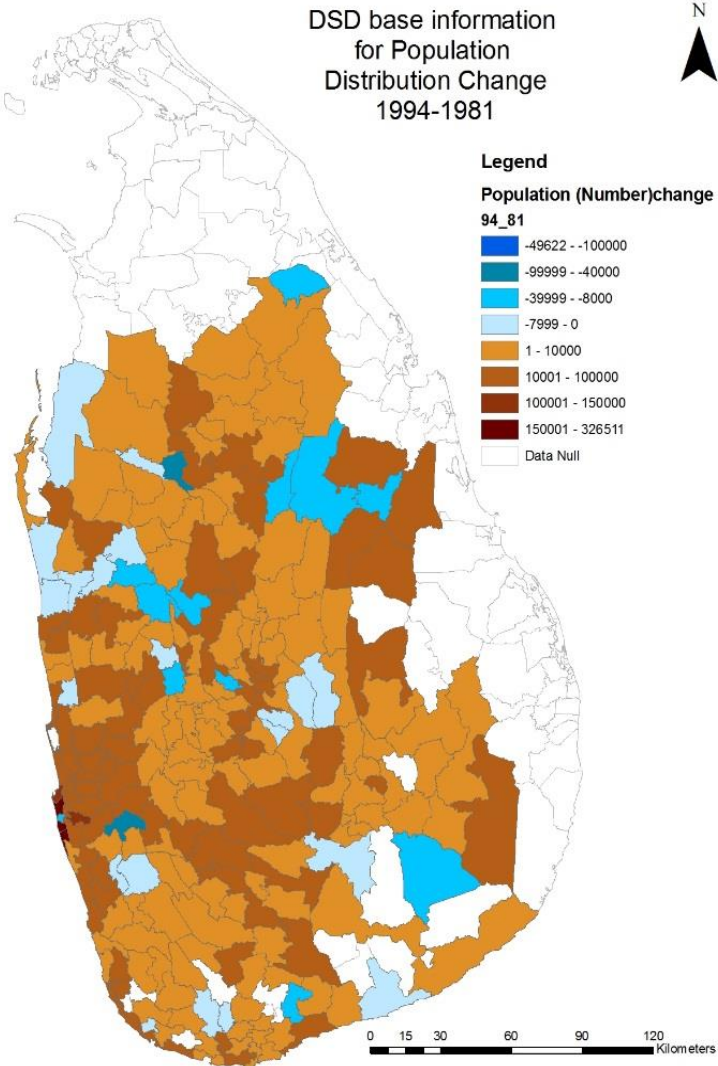 DSD base information
for Population
Distribution Change
1994-1981
N
Legend
Population (Number)change
94_81
-49622 - -100000
-99999 - -40000
-39999 - -8000
-7999 - 0
1 - 10000
10001 - 100000
100001 - 150000
150001 - 326511
Data Null
0 15 30 60 90 120
Kilometers